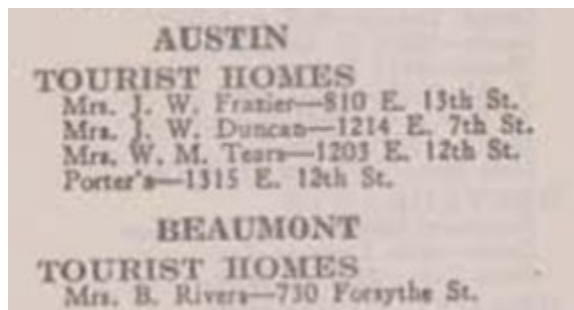 AUSTIN
TOURIST HOMES
Mrs. J. W. Frazier—810 E. 13th St.
Mrs. J. W. Duncan—1214 E. 7th St.
Mrs. W. M. Tears—1203 E. 12th St.
Porter's—1315 E. 12th St.
BEAUMONT
TOURIST HOMES
Mrs. B. Rivers—730 Forsythe St.